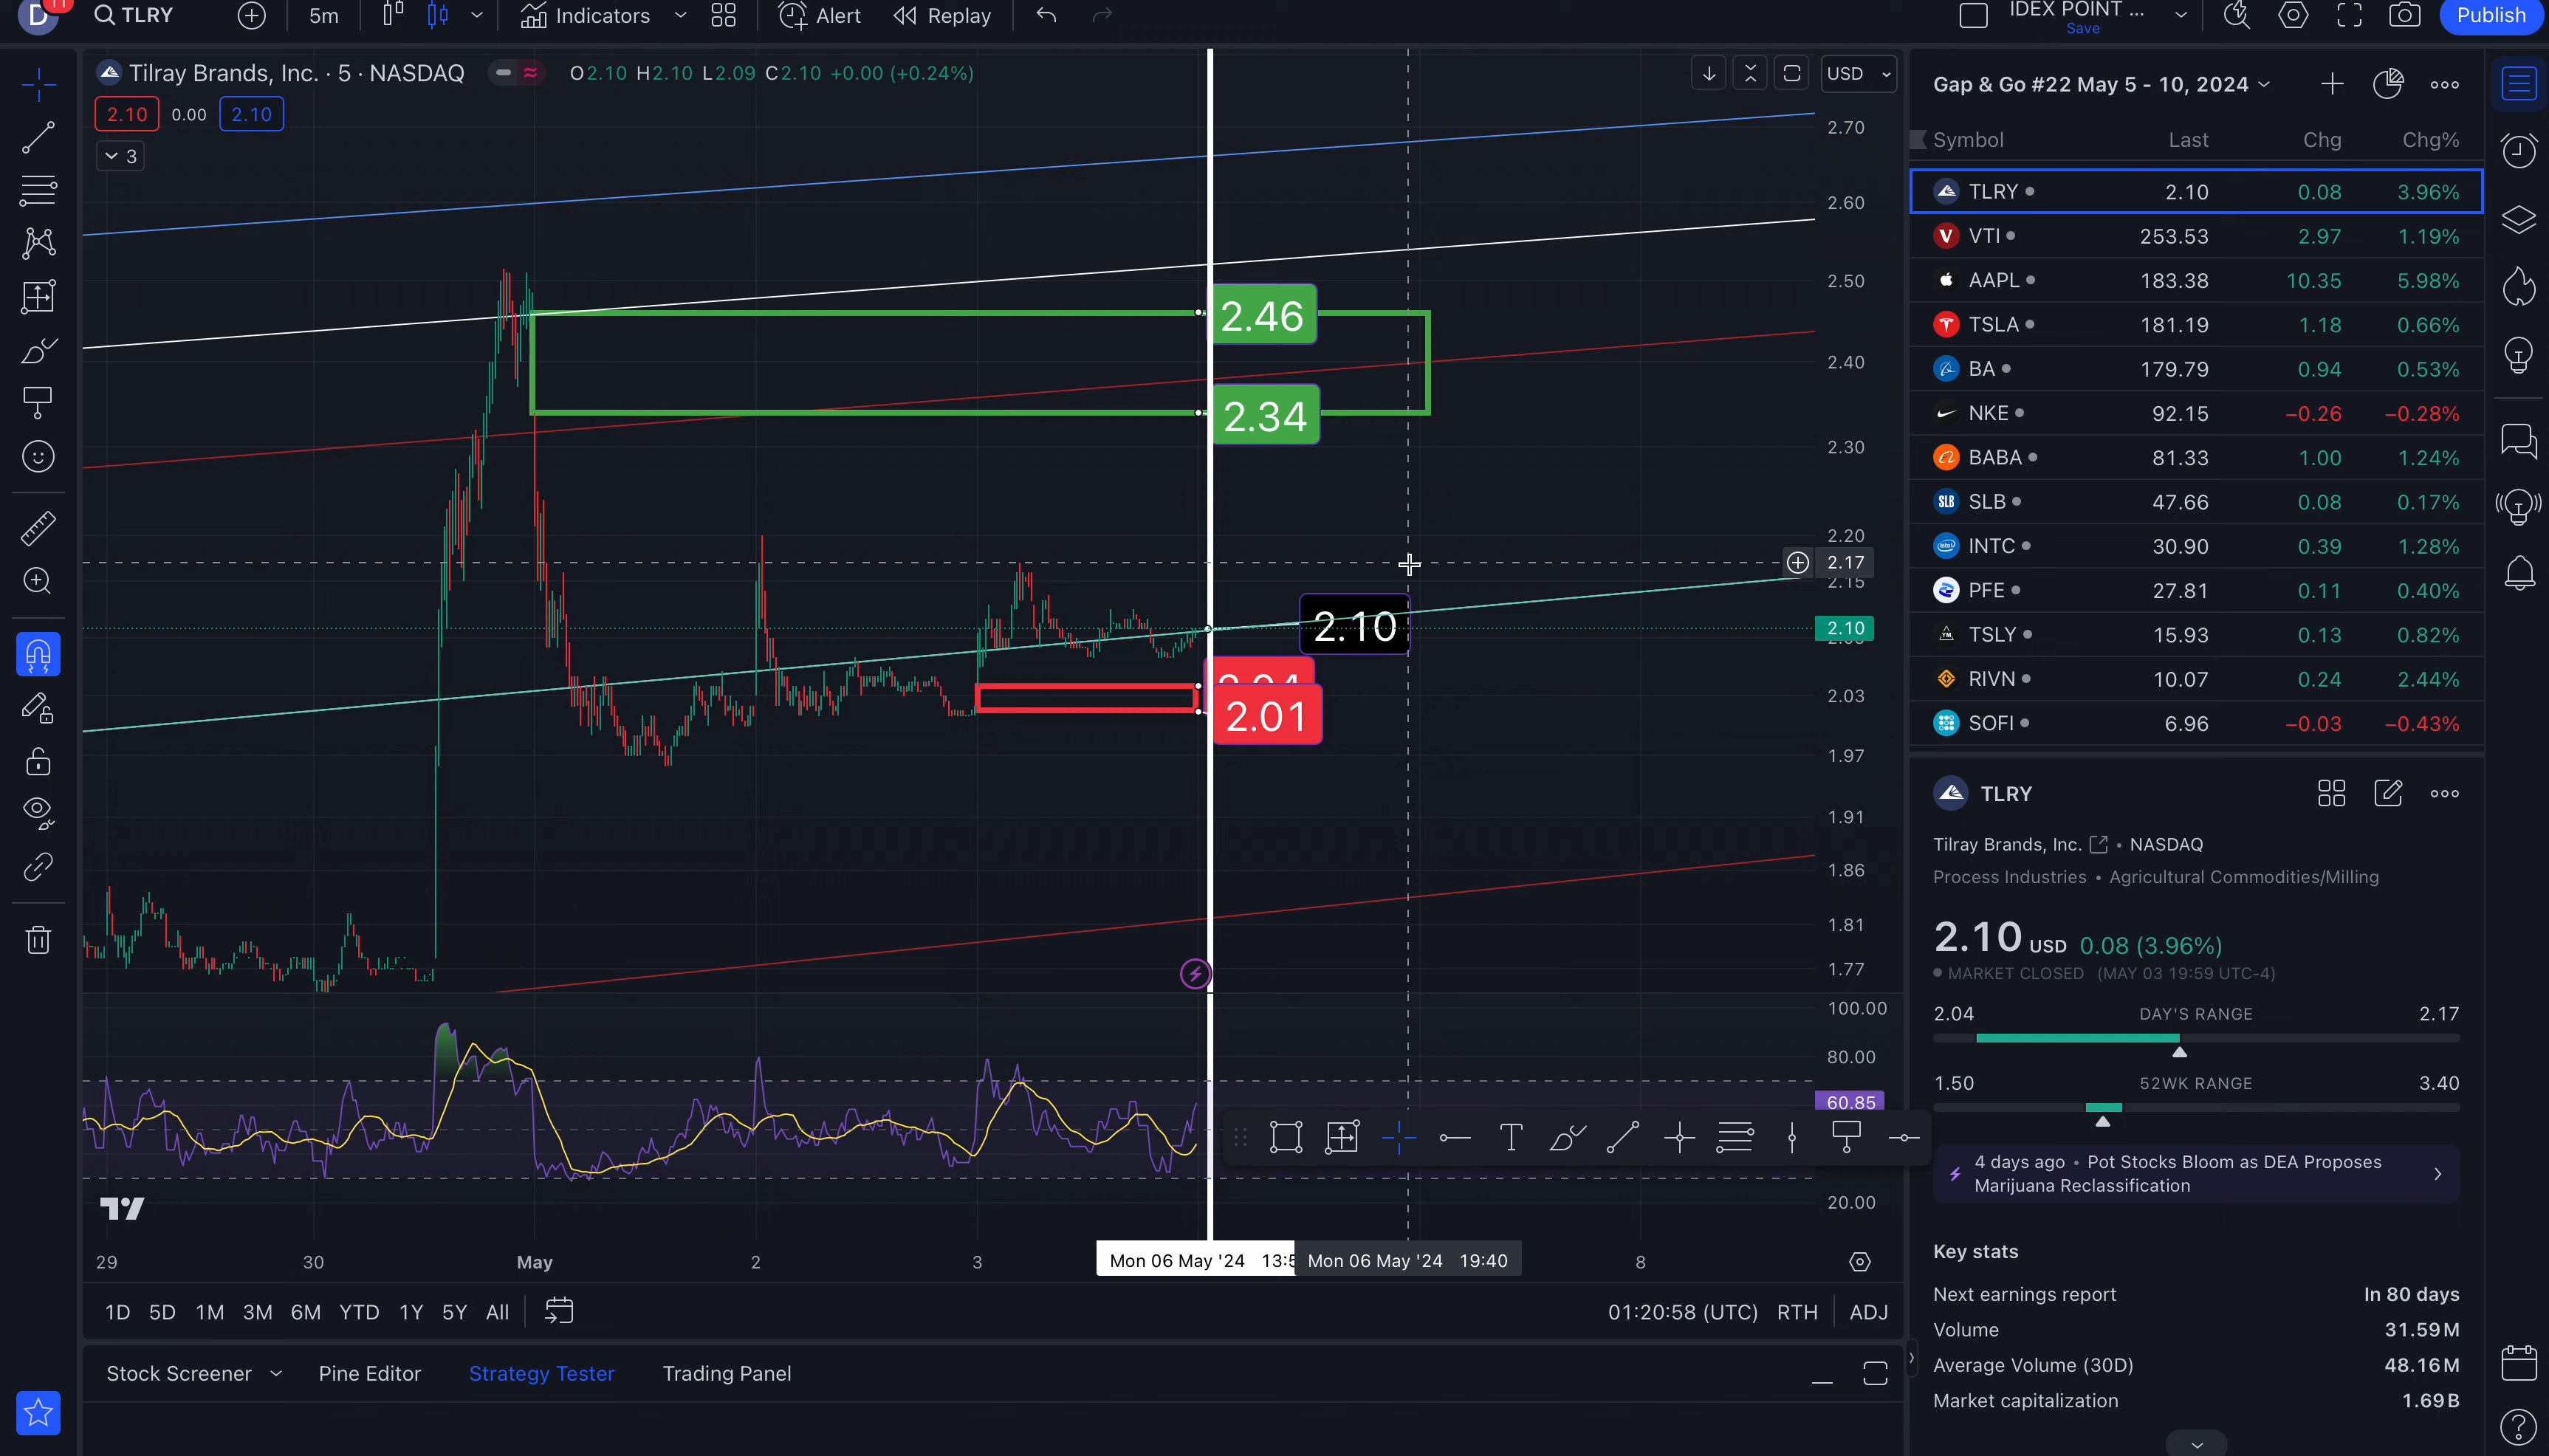 D 11 TLRY 5m Indicators Alert Replay IDEX POINT ... Save Publish
Tilray Brands, Inc. · 5 · NASDAQ O2.10 H2.10 L2.09 C2.10 +0.00 (+0.24%) USD
2.10 0.00 2.10
3
2.70
2.60
2.50
2.40
2.30
2.20
2.17
2.15
2.10
2.03
1.97
1.91
1.86
1.81
1.77
100.00
80.00
60.85
20.00
2.46
2.34
2.10
2.04
2.01
29 30 May 2 3 Mon 06 May '24 Mon 06 May '24 19:40 8
1D 5D 1M 3M 6M YTD 1Y 5Y All 01:20:58 (UTC) RTH ADJ
Stock Screener Pine Editor Strategy Tester Trading Panel
Gap & Go #22 May 5 - 10, 2024
Symbol Last Chg Chg%
TLRY 2.10 0.08 3.96%
V VTI 253.53 2.97 1.19%
AAPL 183.38 10.35 5.98%
TSLA 181.19 1.18 0.66%
BA 179.79 0.94 0.53%
NKE 92.15 −0.26 −0.28%
BABA 81.33 1.00 1.24%
SLB SLB 47.66 0.08 0.17%
intel INTC 30.90 0.39 1.28%
PFE 27.81 0.11 0.40%
TSLY 15.93 0.13 0.82%
RIVN 10.07 0.24 2.44%
SOFI 6.96 −0.03 −0.43%
TLRY
Tilray Brands, Inc. • NASDAQ
Process Industries • Agricultural Commodities/Milling
2.10 USD 0.08 (3.96%)
MARKET CLOSED (MAY 03 19:59 UTC-4)
2.04 DAY'S RANGE 2.17
1.50 52WK RANGE 3.40
4 days ago • Pot Stocks Bloom as DEA Proposes
Marijuana Reclassification
Key stats
Next earnings report In 80 days
Volume 31.59M
Average Volume (30D) 48.16M
Market capitalization 1.69B